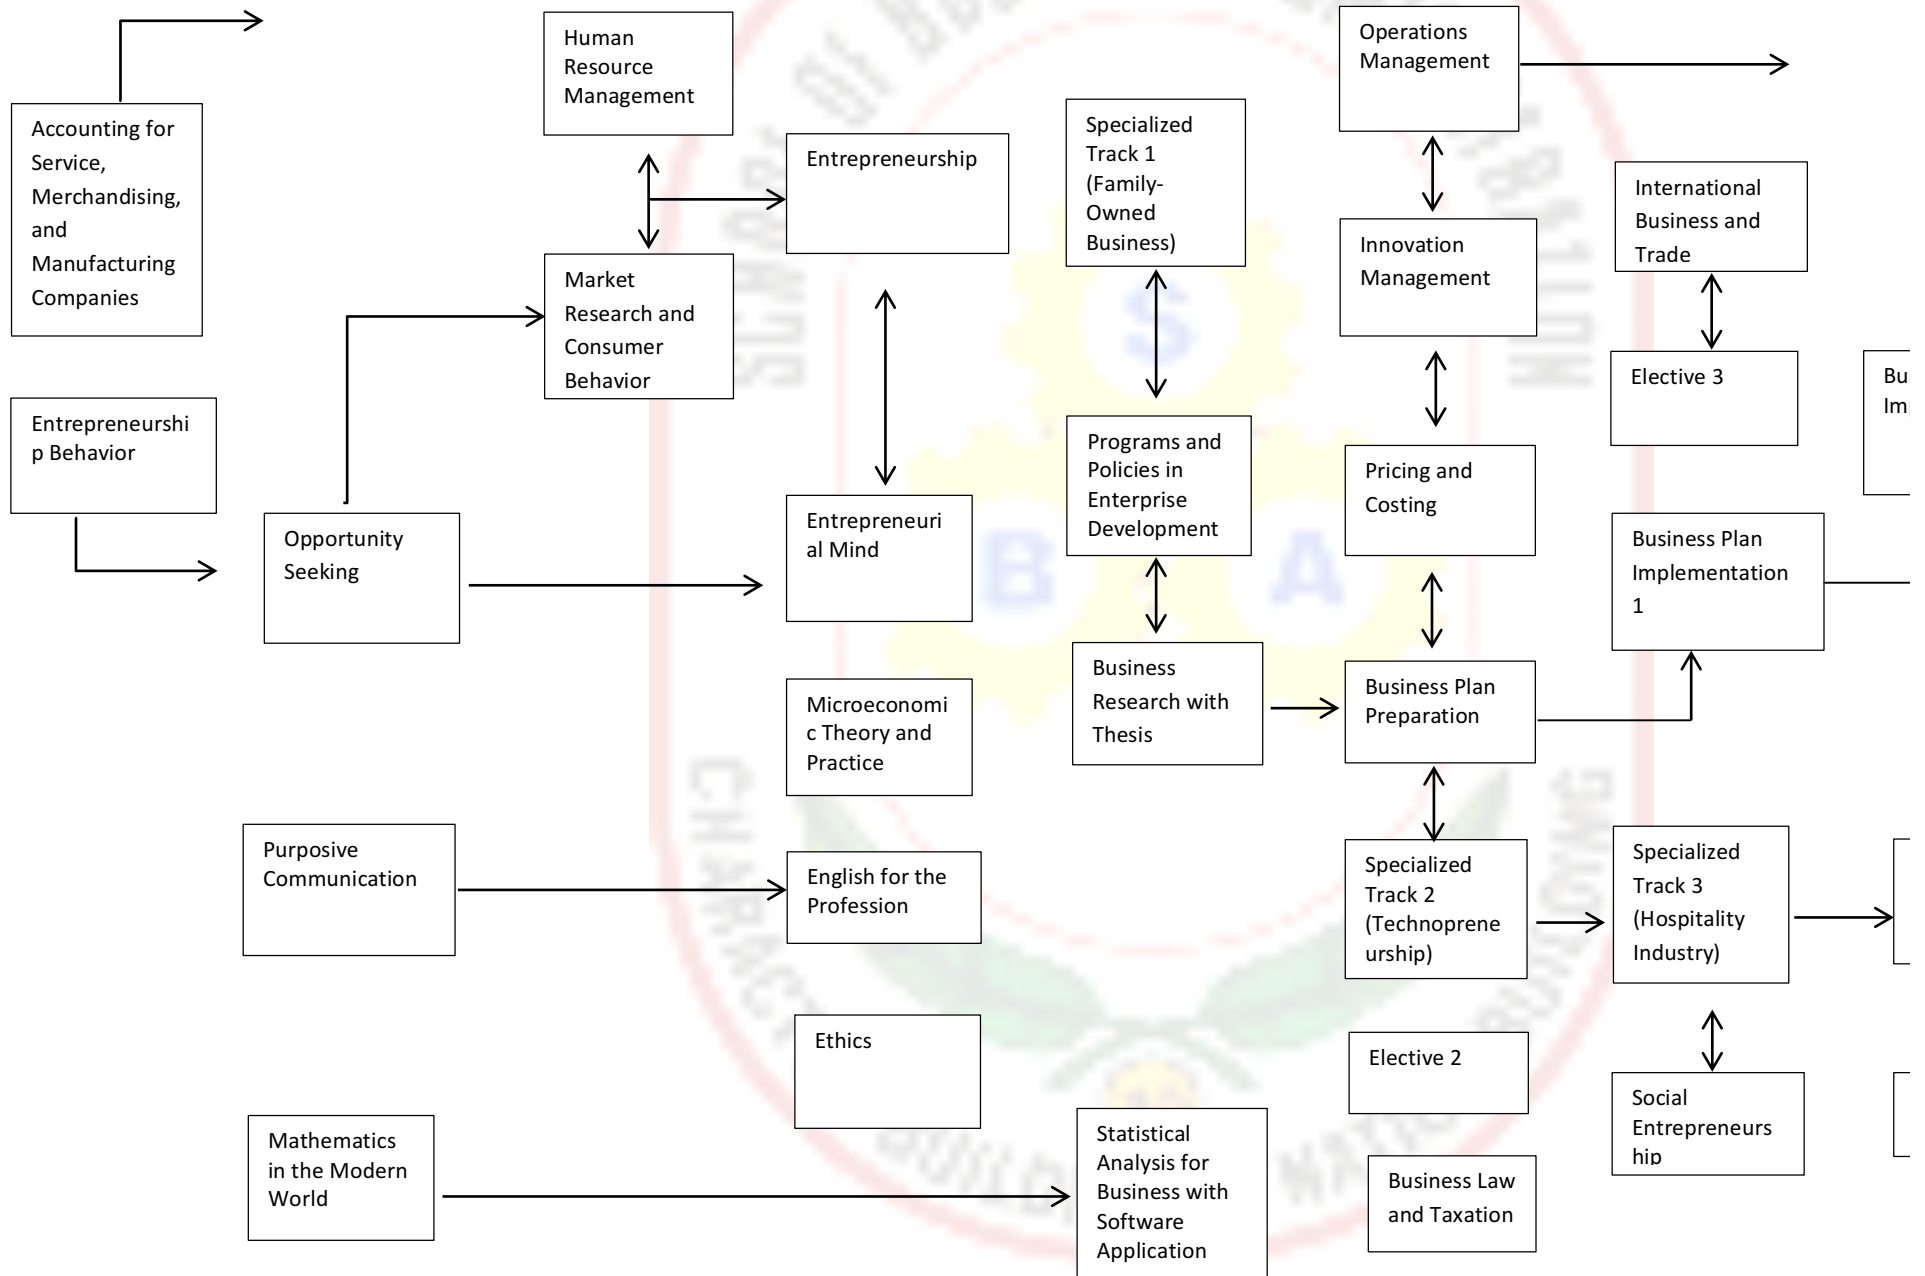 Accounting for
Service,
Merchandising,
and
Manufacturing
Companies
Entrepreneurshi
p Behavior
Opportunity
Seeking
Purposive
Communication
Mathematics
in the Modern
World
Human
Resource
Management
Market
Research and
Consumer
Behavior
Entrepreneurship
Entrepreneuri
al Mind
Microeconomi
c Theory and
Practice
English for the
Profession
Ethics
Specialized
Track 1
(Family-
Owned
Business)
Programs and
Policies in
Enterprise
Development
Business
Research with
Thesis
Statistical
Analysis for
Business with
Software
Application
Operations
Management
Innovation
Management
Pricing and
Costing
Business Plan
Preparation
Specialized
Track 2
(Technoprene
urship)
Elective 2
Business Law
and Taxation
International
Business and
Trade
Elective 3
Business Plan
Implementation
1
Specialized
Track 3
(Hospitality
Industry)
Social
Entrepreneurs
hip
S
B
A